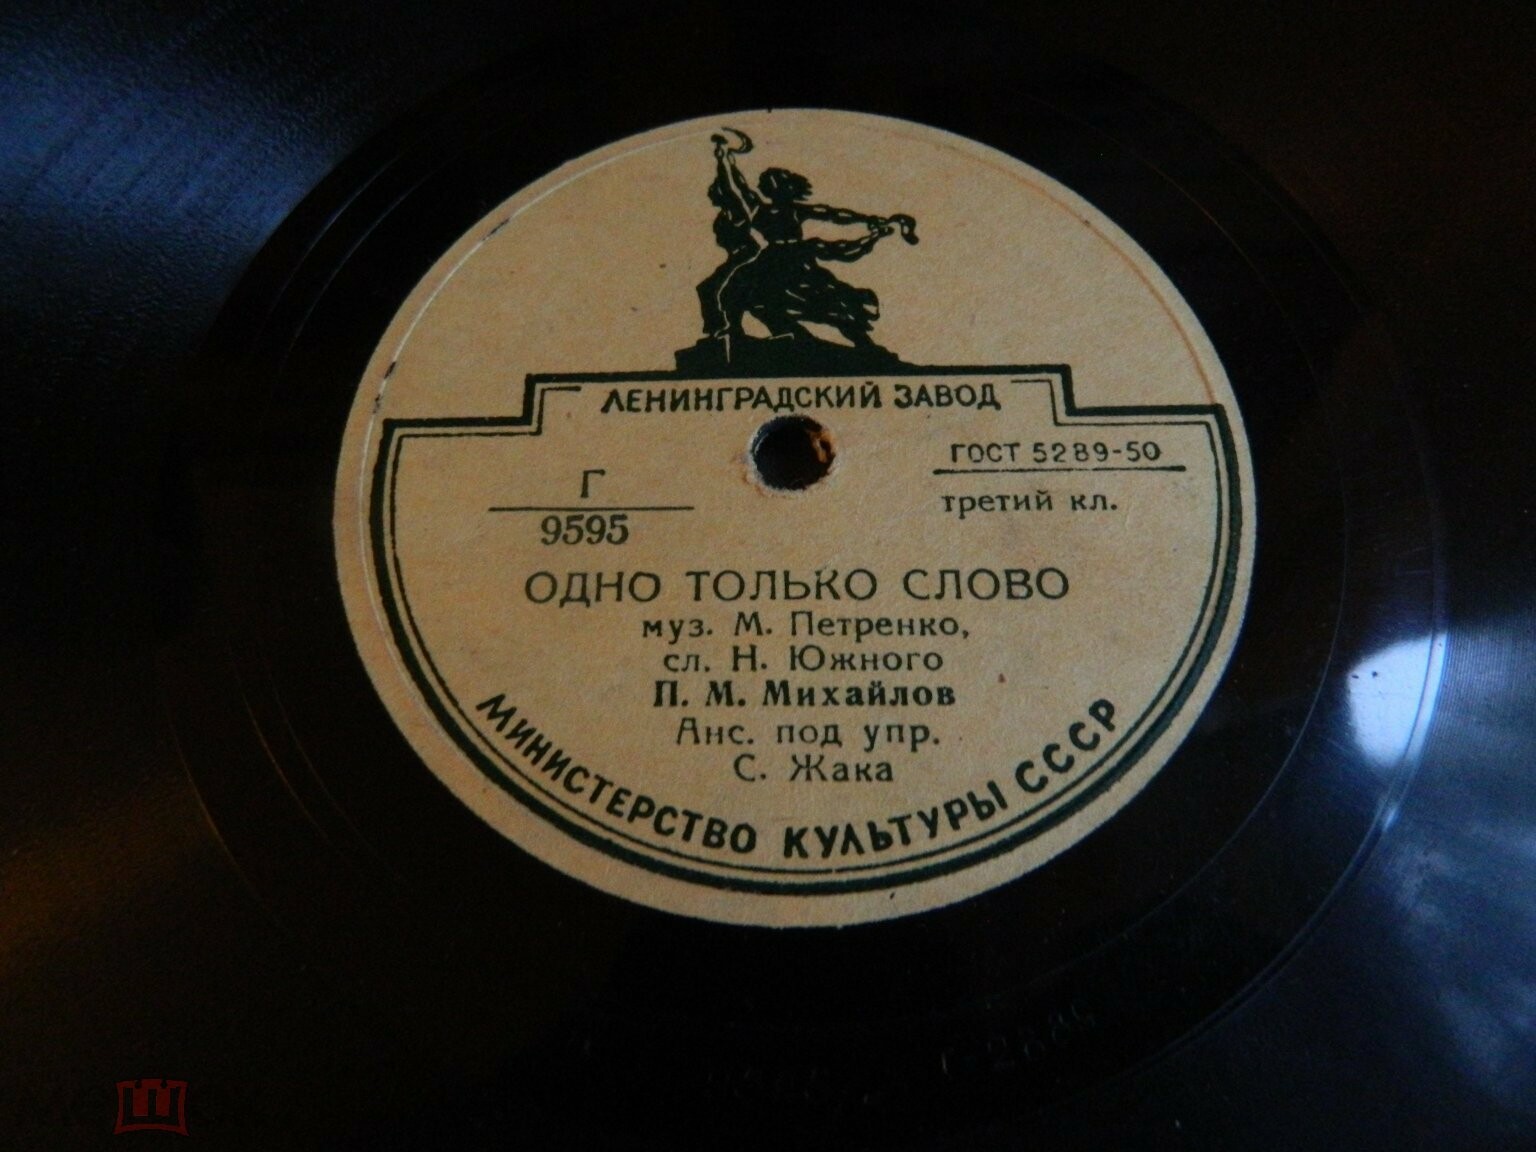 ЛЕНИНГРАДСКИЙ ЗАВОД
ГОСТ 5289-50
третий кл.
Г
9595
ОДНО ТОЛЬКО СЛОВО
муз. М. Петренко,
сл. Н. Южного
П. М. Михайлов
Анс. под упр.
С. Жака
МИНИСТЕРСТВО КУЛЬТУРЫ СССР